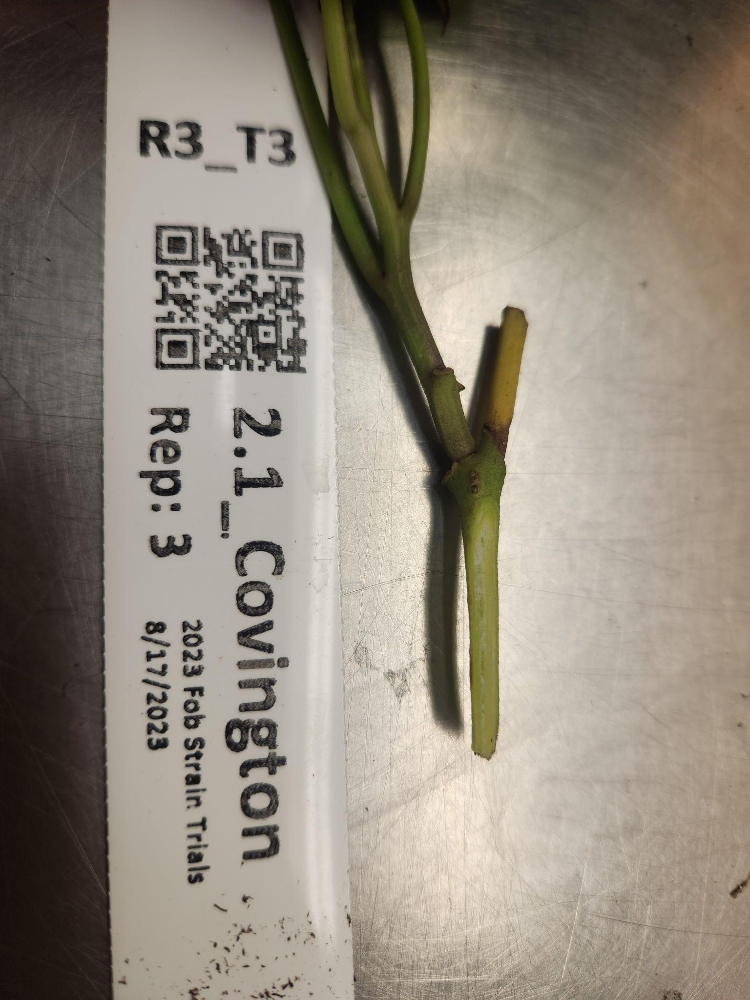 R3_T3
2.1_Covington
Rep: 3
2023 Fob Strain Trials
8/17/2023